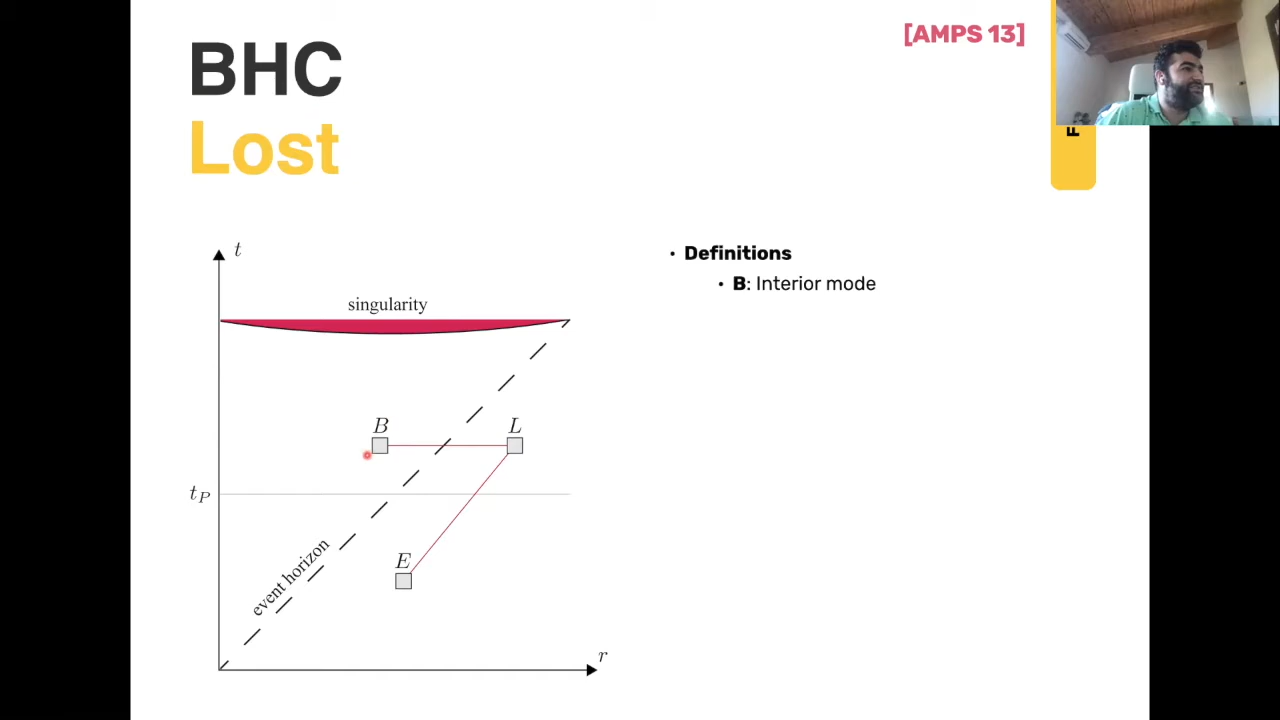 [AMPS 13]
BHC
Lost
F
t
• Definitions
• B: Interior mode
singularity
B
L
t_P
E
event horizon
r